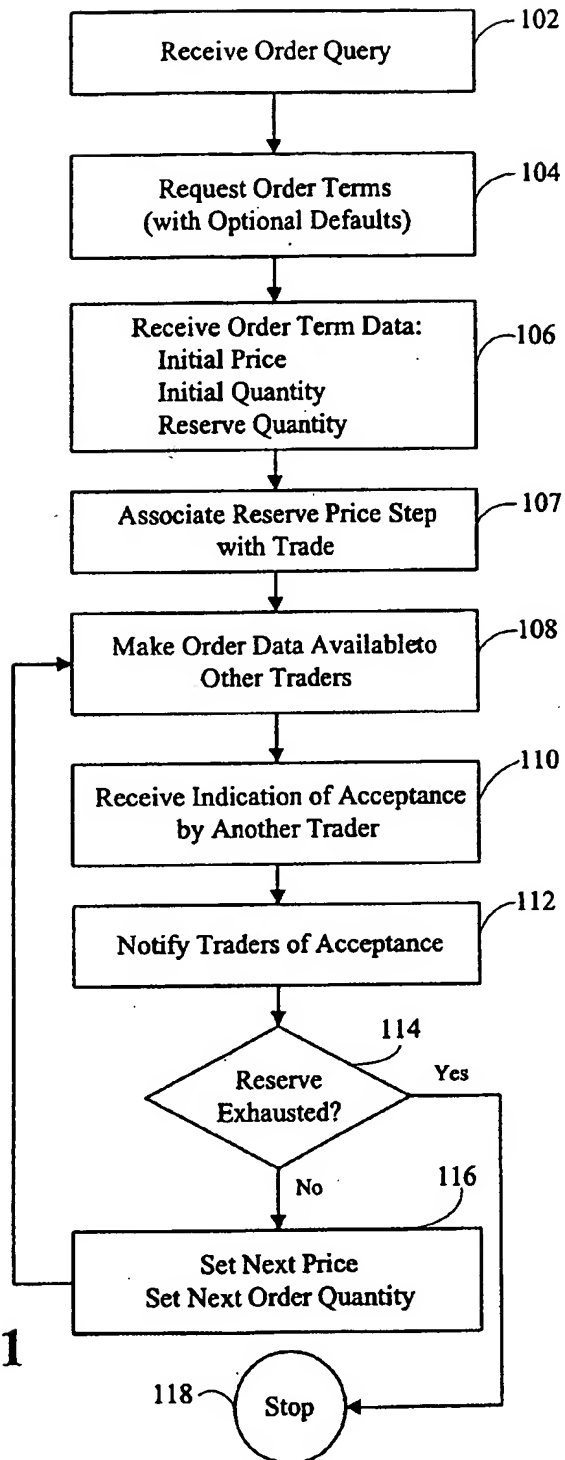 102
Receive Order Query
104
Request Order Terms
(with Optional Defaults)
106
Receive Order Term Data:
Initial Price
Initial Quantity
Reserve Quantity
107
Associate Reserve Price Step
with Trade
108
Make Order Data Availableto
Other Traders
110
Receive Indication of Acceptance
by Another Trader
112
Notify Traders of Acceptance
114
Reserve
Exhausted?
Yes
No
116
Set Next Price
Set Next Order Quantity
1
118
Stop